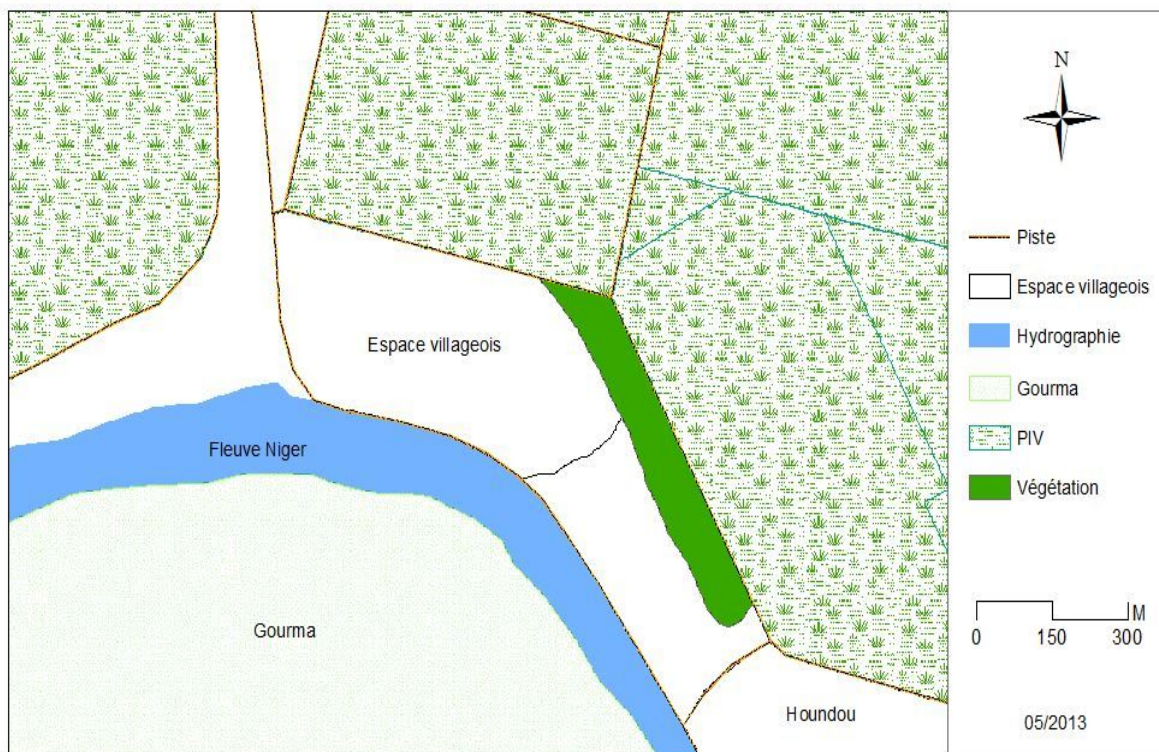 Espace villageois
Fleuve Niger
Gourma
Houndou
N
Piste
Espace villageois
Hydrographie
Gourma
PIV
Végétation
M
0 150 300
05/2013